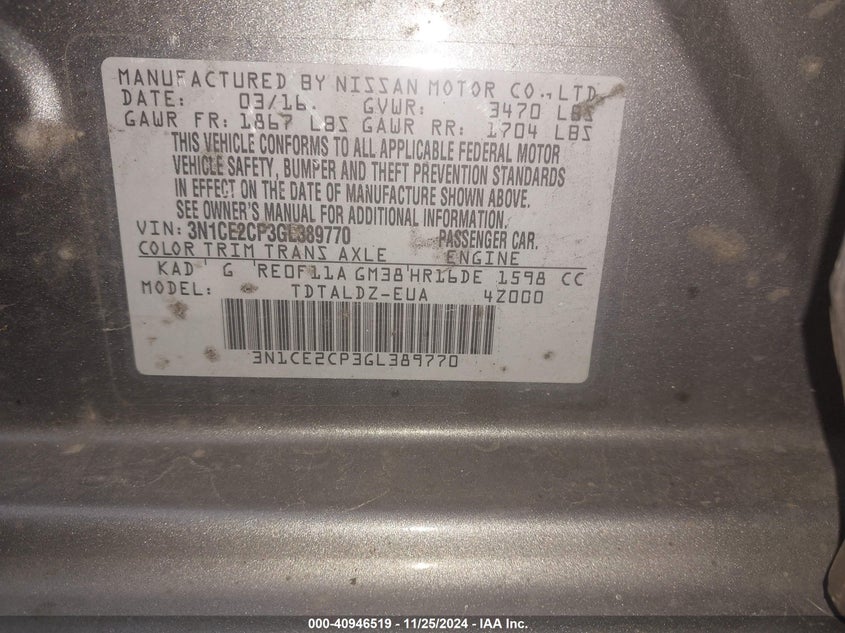 MANUFACTURED BY NISSAN MOTOR CO.,LTD.
DATE: 03/16 GVWR: 3470 LBS
GAWR FR: 1867 LBS GAWR RR: 1704 LBS
THIS VEHICLE CONFORMS TO ALL APPLICABLE FEDERAL MOTOR
VEHICLE SAFETY, BUMPER AND THEFT PREVENTION STANDARDS
IN EFFECT ON THE DATE OF MANUFACTURE SHOWN ABOVE.
SEE OWNER'S MANUAL FOR ADDITIONAL INFORMATION.
VIN: 3N1CE2CP3GL389770 PASSENGER CAR.
COLOR TRIM TRANS AXLE ENGINE
KAD G RE0F11A GM38 HR16DE 1598 CC
MODEL: TDTALDZ-EUA 4Z000
3N1CE2CP3GL389770
000-40946519 / 11/25/2024 - IAA Inc.